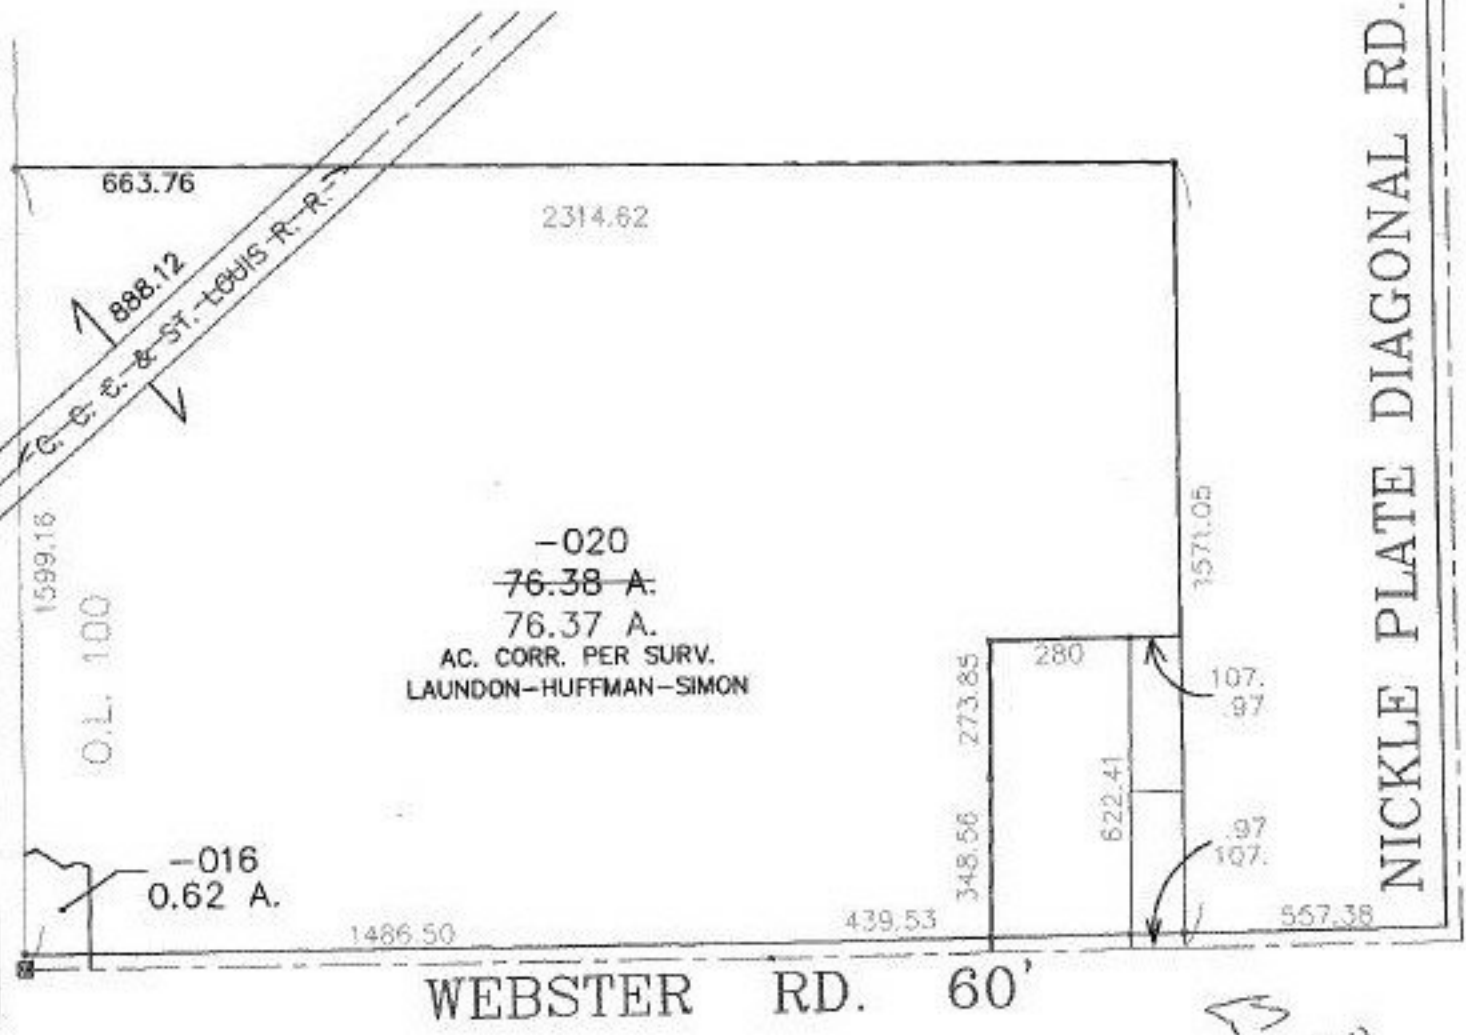 663.76
2314.62
888.12
C. C. C. & ST. LOUIS R. R.
1599.16
O.L. 100
-020
76.38 A.
76.37 A.
AC. CORR. PER SURV.
LAUNDON-HUFFMAN-SIMON
1571.05
280
273.85
107.
.97
622.41
348.56
.97
107.
-016
0.62 A.
1486.50
439.53
557.38
WEBSTER RD. 60'
NICKLE PLATE DIAGONAL RD.